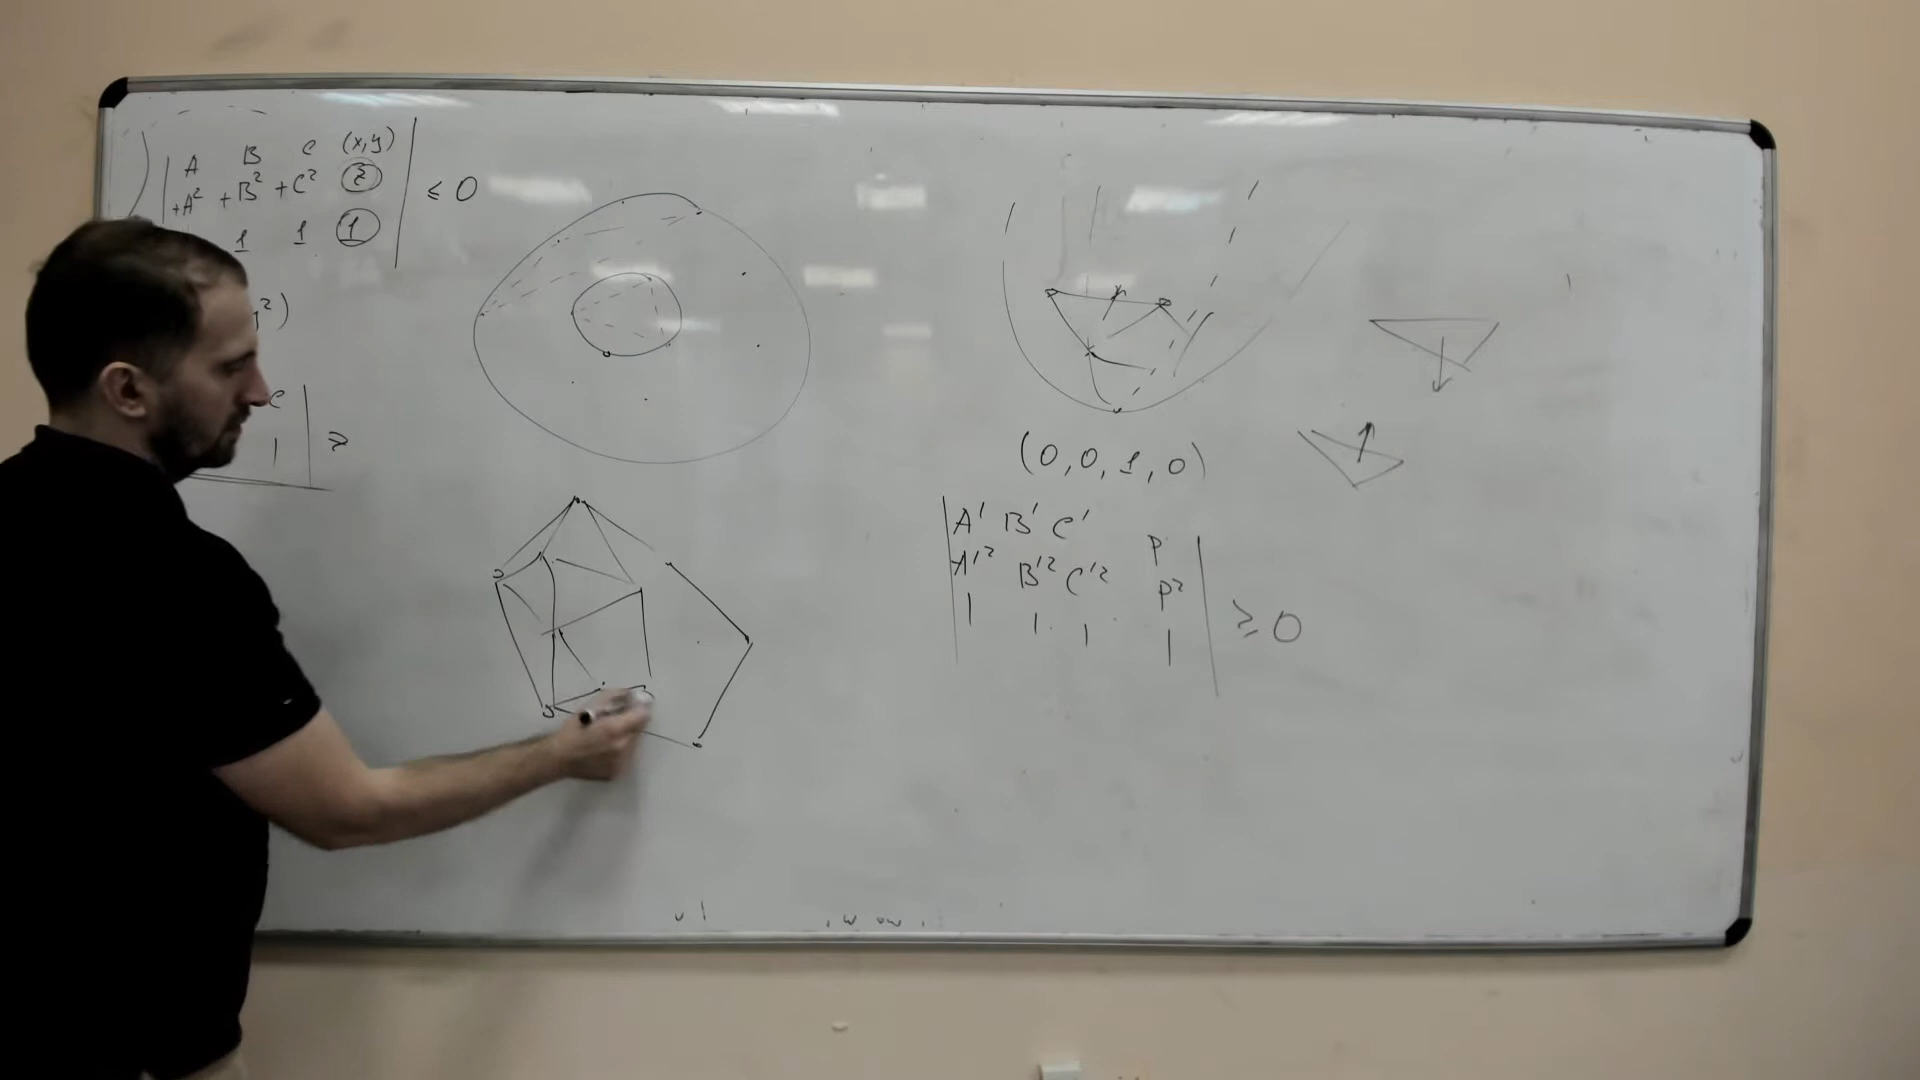 A B C (x,y)
+A² +B² +C² z ≤ 0
1 1 1
²)
C
1 ≥
(0,0,1,0)
A' B' C' P
A'² B'² C'² P² ≥ 0
1 1 1 1